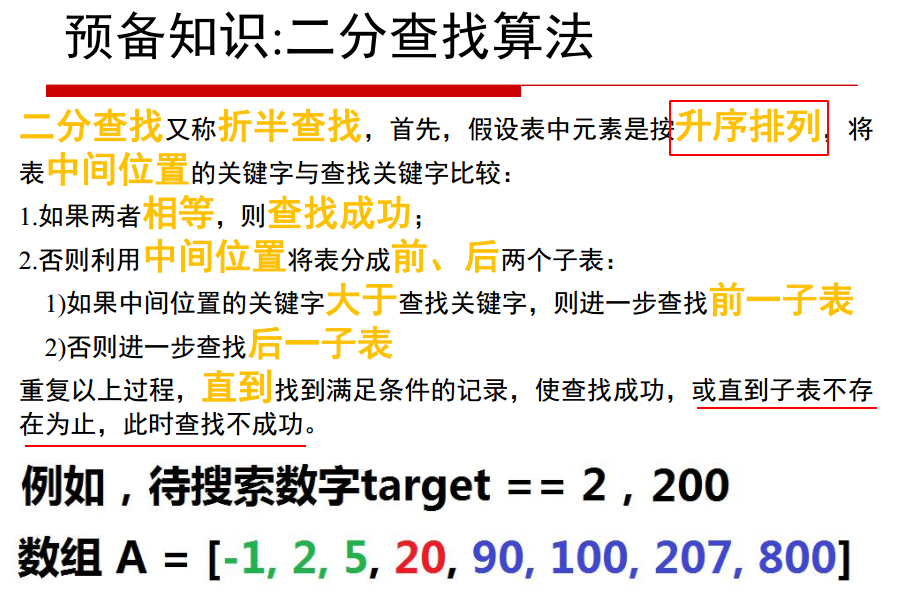 预备知识:二分查找算法
二分查找又称折半查找，首先，假设表中元素是按升序排列，将
表中间位置的关键字与查找关键字比较：
1.如果两者相等，则查找成功；
2.否则利用中间位置将表分成前、后两个子表：
1)如果中间位置的关键字大于查找关键字，则进一步查找前一子表
2)否则进一步查找后一子表
重复以上过程，直到找到满足条件的记录，使查找成功，或直到子表不存
在为止，此时查找不成功。
例如，待搜索数字target == 2，200
数组 A = [-1, 2, 5, 20, 90, 100, 207, 800]